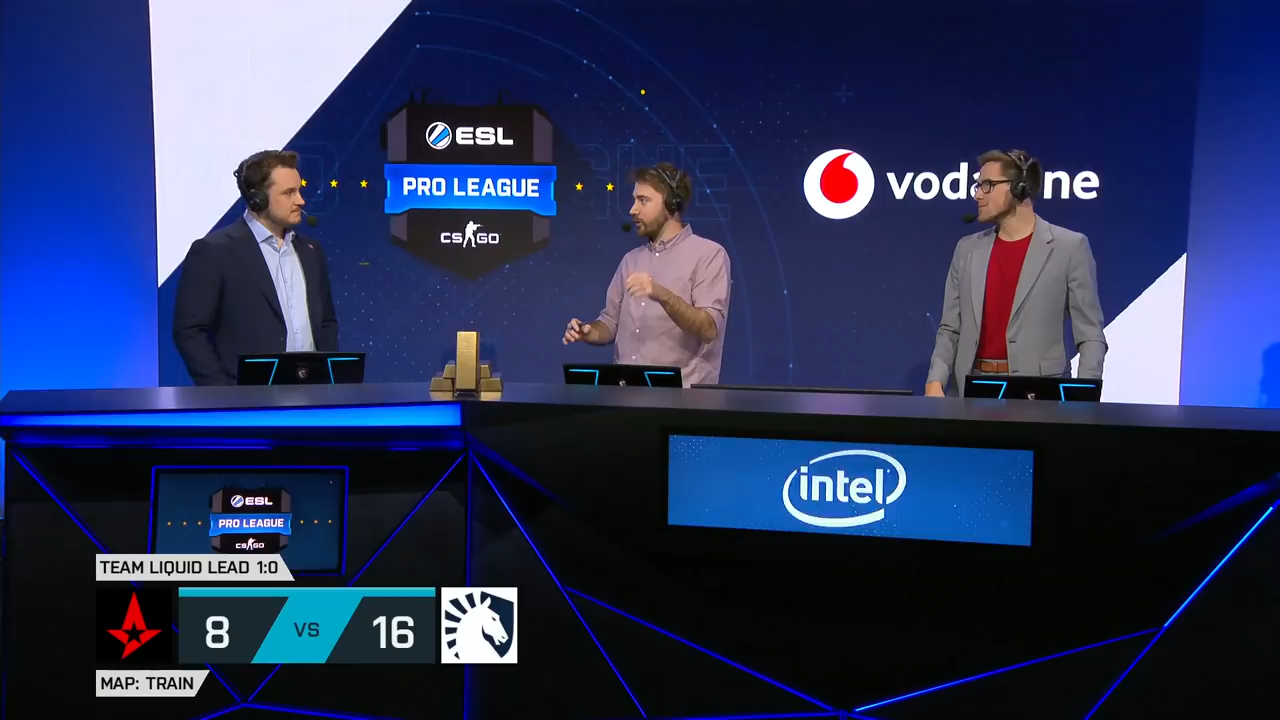 ESL
PRO LEAGUE
CS GO
vodafone
intel
ESL
PRO LEAGUE
CS GO
TEAM LIQUID LEAD 1:0
8
VS
16
MAP: TRAIN